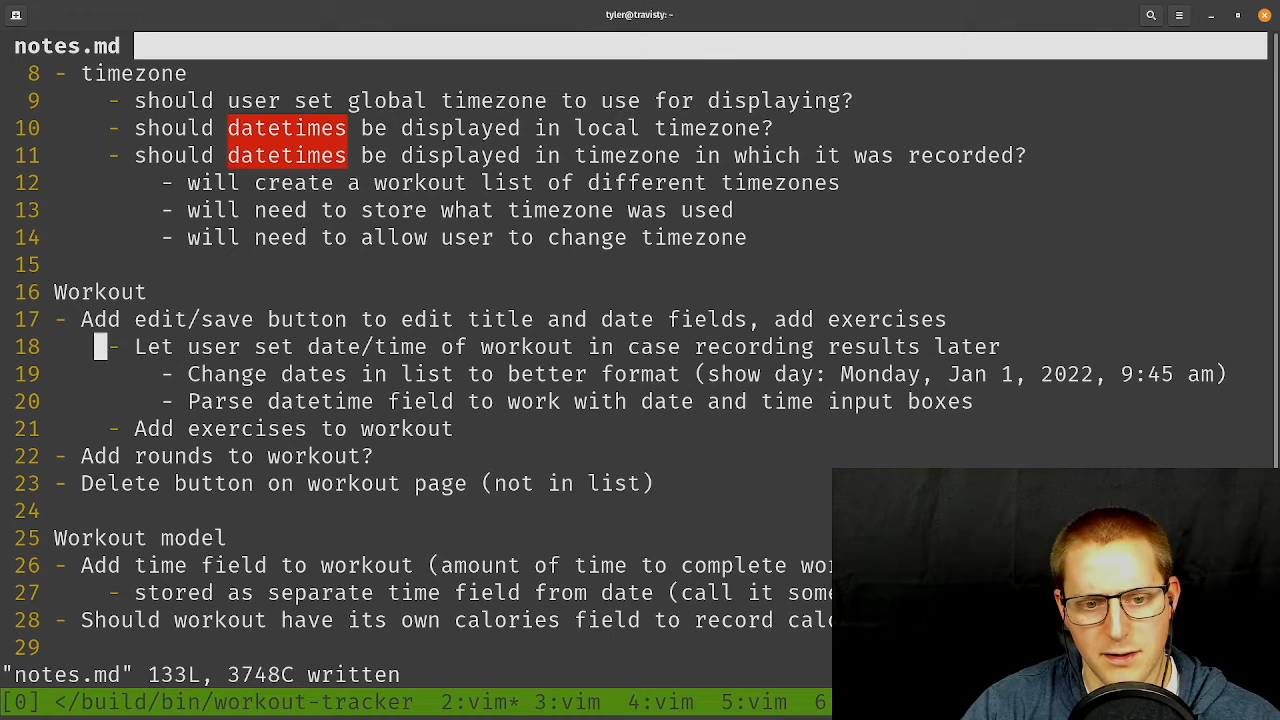 tyler@travisty: ~
notes.md
8 - timezone
9 - should user set global timezone to use for displaying?
10 - should datetimes be displayed in local timezone?
11 - should datetimes be displayed in timezone in which it was recorded?
12 - will create a workout list of different timezones
13 - will need to store what timezone was used
14 - will need to allow user to change timezone
15
16 Workout
17 - Add edit/save button to edit title and date fields, add exercises
18 - Let user set date/time of workout in case recording results later
19 - Change dates in list to better format (show day: Monday, Jan 1, 2022, 9:45 am)
20 - Parse datetime field to work with date and time input boxes
21 - Add exercises to workout
22 - Add rounds to workout?
23 - Delete button on workout page (not in list)
24
25 Workout model
26 - Add time field to workout (amount of time to complete
27 - stored as separate time field from date (call it
28 - Should workout have its own calories field to record
29
"notes.md" 133L, 3748C written
[0] </build/bin/workout-tracker 2:vim* 3:vim 4:vim 5:vim 6